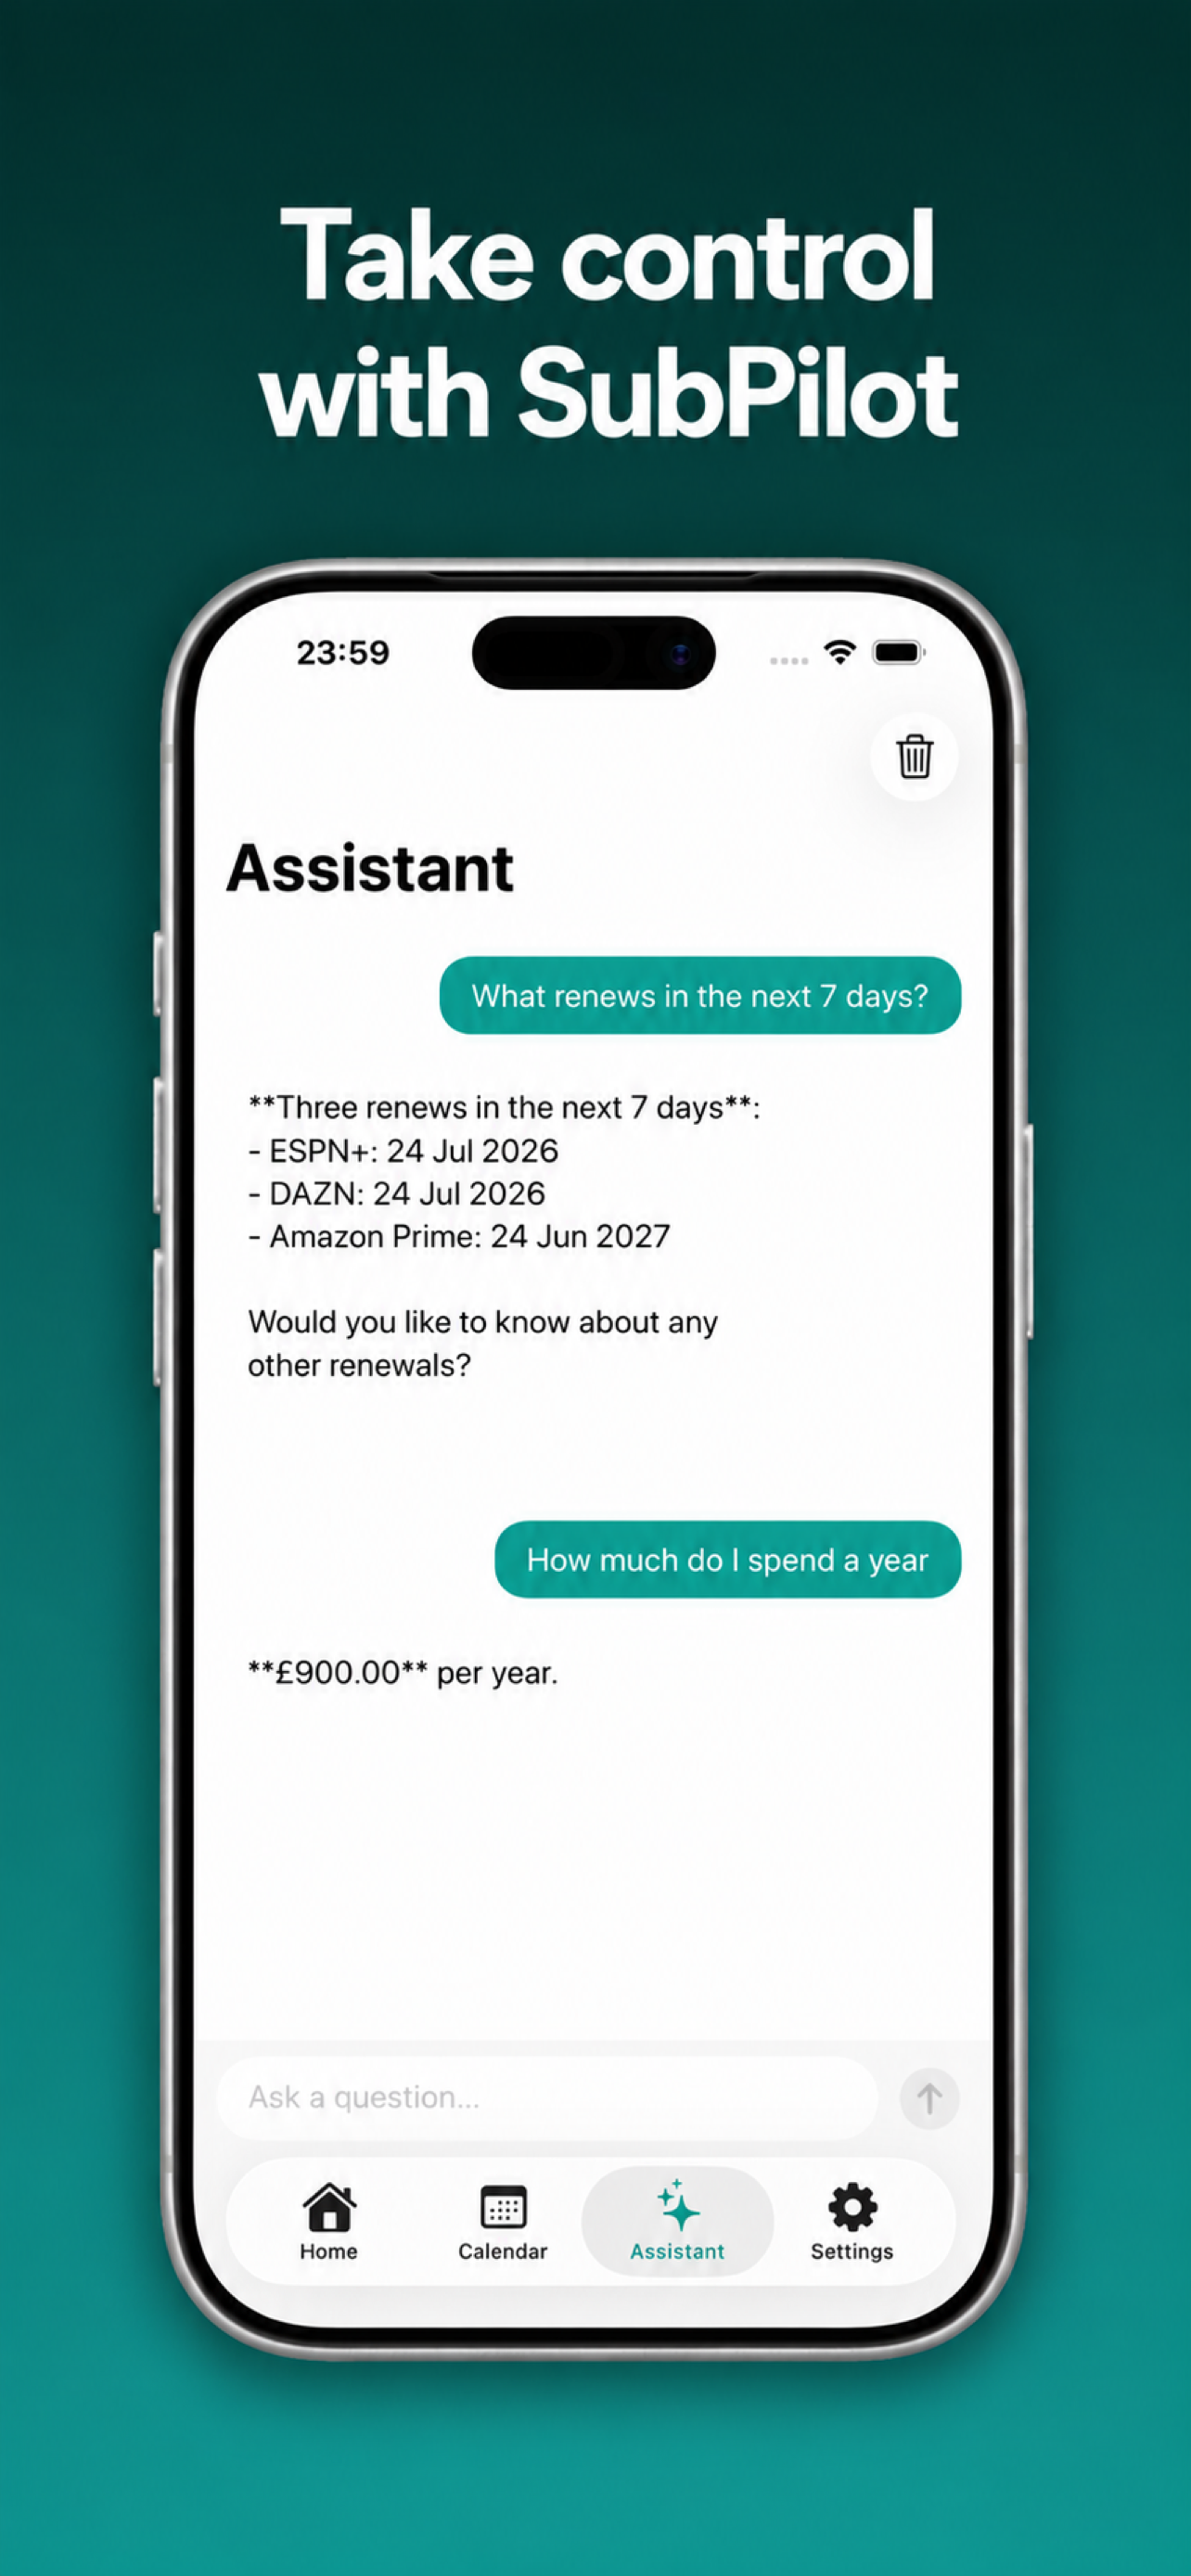 Take control
with SubPilot
23:59
Assistant
What renews in the next 7 days?
**Three renews in the next 7 days**:
- ESPN+: 24 Jul 2026
- DAZN: 24 Jul 2026
- Amazon Prime: 24 Jun 2027
Would you like to know about any
other renewals?
How much do I spend a year
**£900.00** per year.
Ask a question...
Home Calendar Assistant Settings